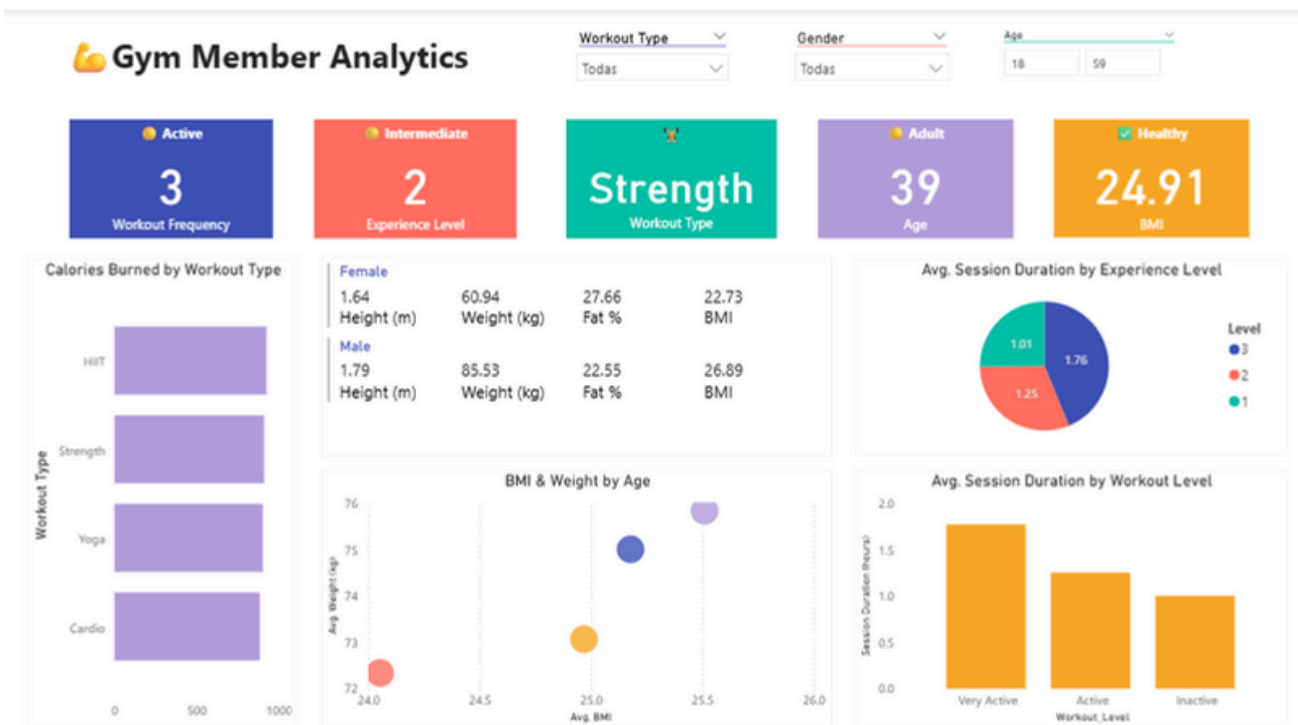 💪 Gym Member Analytics
Workout Type
Todas
Gender
Todas
Age
18 59
Active
3
Workout Frequency
Intermediate
2
Experience Level
Strength
Workout Type
Adult
39
Age
✅ Healthy
24.91
BMI
Calories Burned by Workout Type
Workout Type
HIIT
Strength
Yoga
Cardio
0 500 1000
Female
1.64 60.94 27.66 22.73
Height (m) Weight (kg) Fat % BMI
Male
1.79 85.53 22.55 26.89
Height (m) Weight (kg) Fat % BMI
Avg. Session Duration by Experience Level
1.01
1.76
1.25
Level
3
2
1
BMI & Weight by Age
Avg. Weight (kg)
76
75
74
73
72
24.0 24.5 25.0 25.5 26.0
Avg. BMI
Avg. Session Duration by Workout Level
Session Duration (hours)
2.0
1.5
1.0
0.5
0.0
Very Active Active Inactive
Workout_Level